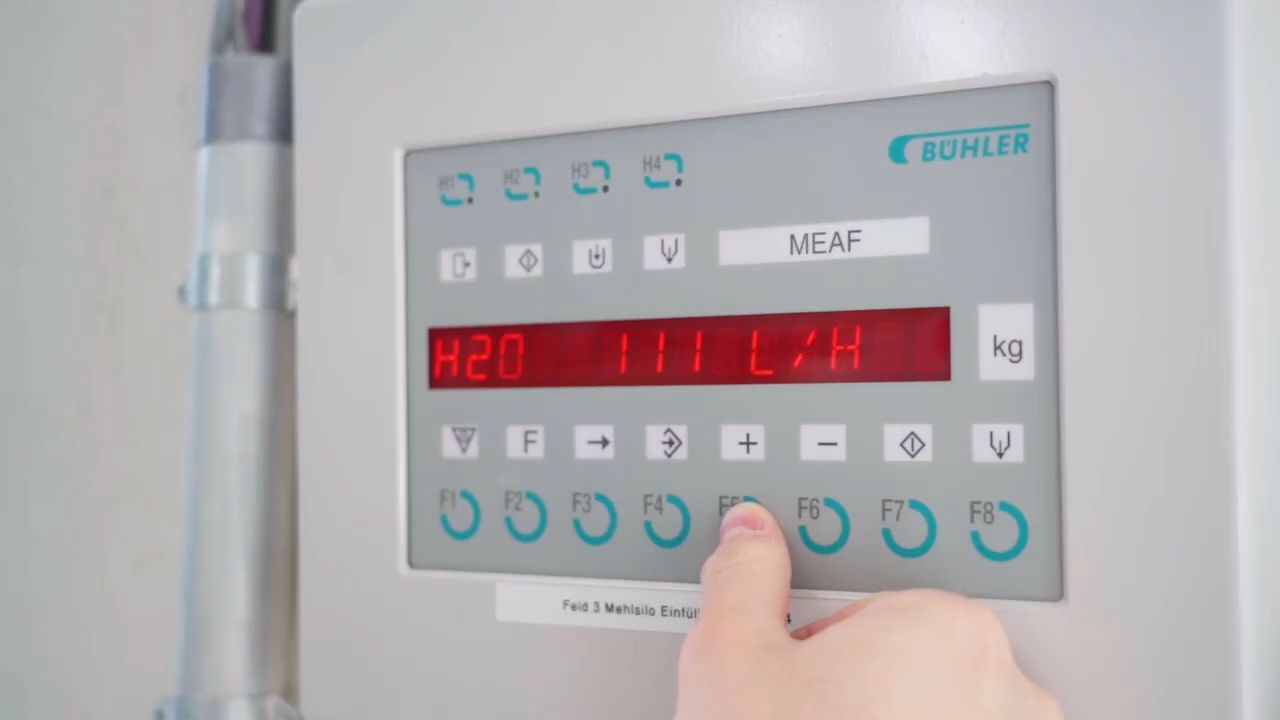 H1 H2 H3 H4
BÜHLER
MEAF
H20 111 L/H
kg
F + −
F1 F2 F3 F4 F5 F6 F7 F8
Feld 3 Mehlsilo